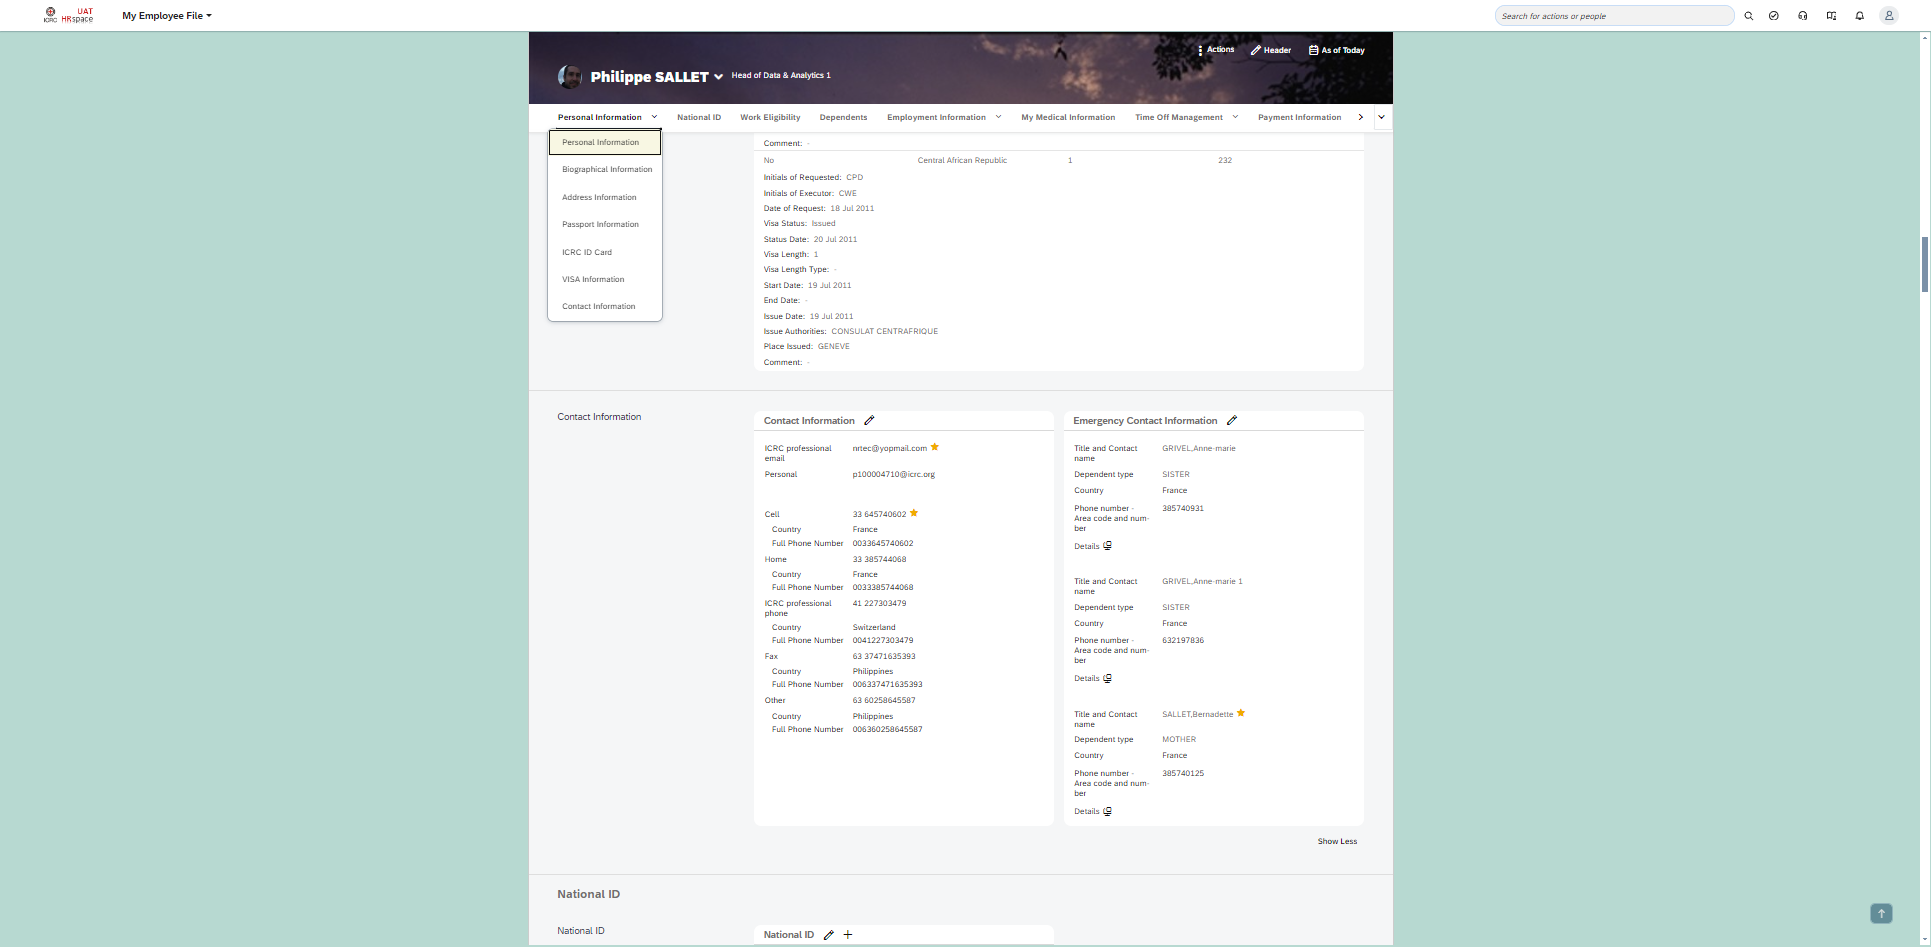 ICRC
UAT
HRspace
My Employee File
Search for actions or people
Actions
Header
As of Today
Philippe SALLET
Head of Data & Analytics 1
Personal Information
National ID
Work Eligibility
Dependents
Employment Information
My Medical Information
Time Off Management
Payment Information
Personal Information
Biographical Information
Address Information
Passport Information
ICRC ID Card
VISA Information
Contact Information
Comment: -
No Central African Republic 1 232
Initials of Requested: CPD
Initials of Executor: CWE
Date of Request: 18 Jul 2011
Visa Status: Issued
Status Date: 20 Jul 2011
Visa Length: 1
Visa Length Type: -
Start Date: 19 Jul 2011
End Date: -
Issue Date: 19 Jul 2011
Issue Authorities: CONSULAT CENTRAFRIQUE
Place Issued: GENEVE
Comment: -
Contact Information
Contact Information
ICRC professional
email
nrtec@yopmail.com
Personal p100004710@icrc.org
Cell 33 645740602
Country France
Full Phone Number 0033645740602
Home 33 385744068
Country France
Full Phone Number 0033385744068
ICRC professional
phone
41 227303479
Country Switzerland
Full Phone Number 0041227303479
Fax 63 37471635393
Country Philippines
Full Phone Number 006337471635393
Other 63 60258645587
Country Philippines
Full Phone Number 006360258645587
Emergency Contact Information
Title and Contact
name
GRIVEL,Anne-marie
Dependent type SISTER
Country France
Phone number -
Area code and num-
ber
385740931
Details
Title and Contact
name
GRIVEL,Anne-marie 1
Dependent type SISTER
Country France
Phone number -
Area code and num-
ber
632197836
Details
Title and Contact
name
SALLET,Bernadette
Dependent type MOTHER
Country France
Phone number -
Area code and num-
ber
385740125
Details
Show Less
National ID
National ID
National ID